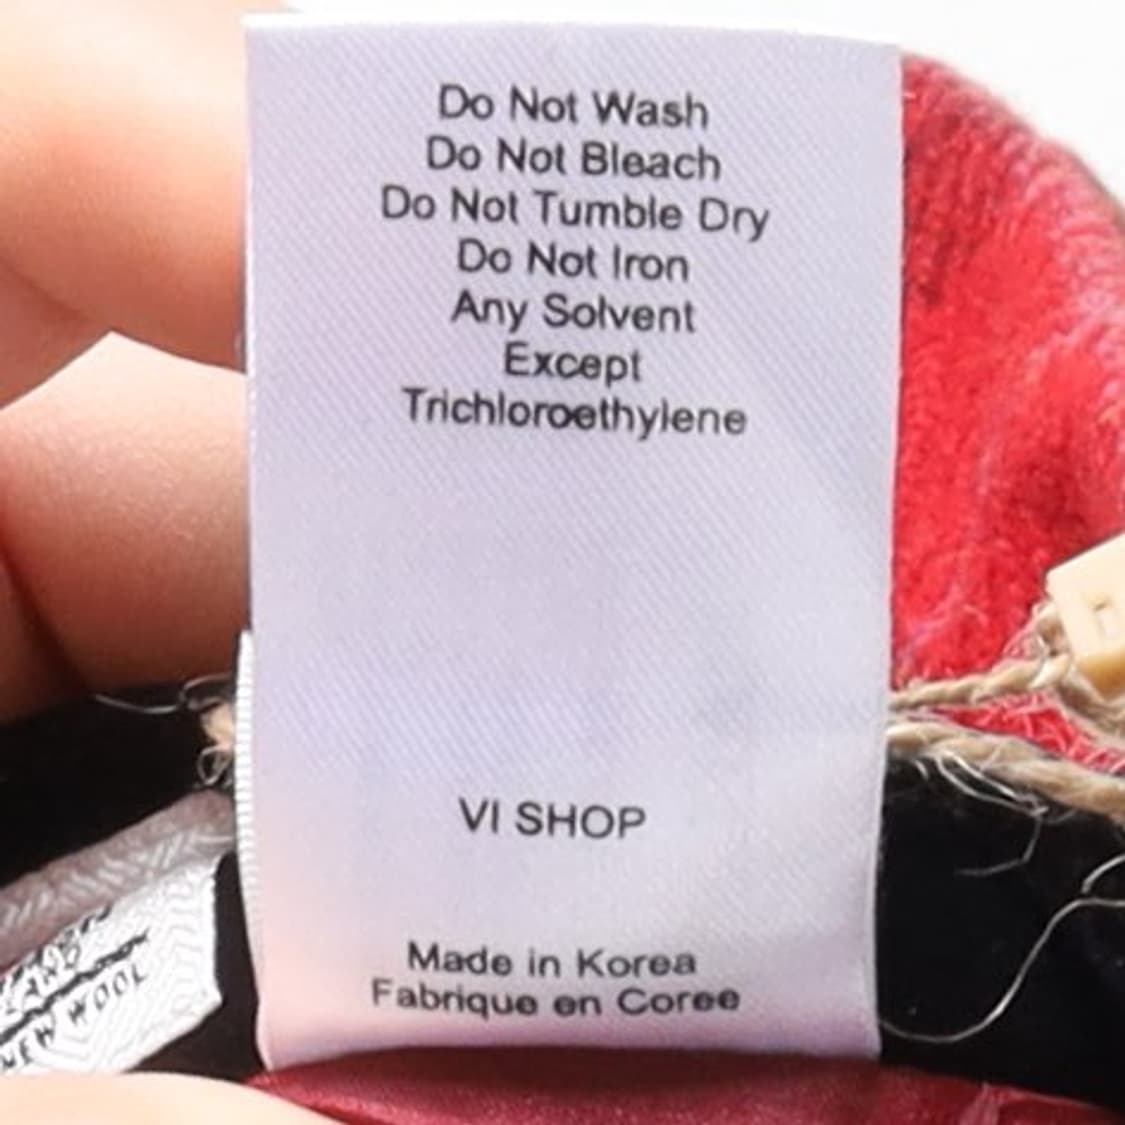 Do Not Wash
Do Not Bleach
Do Not Tumble Dry
Do Not Iron
Any Solvent
Except
Trichloroethylene
VI SHOP
Made in Korea
Fabrique en Coree
NEW WOOL